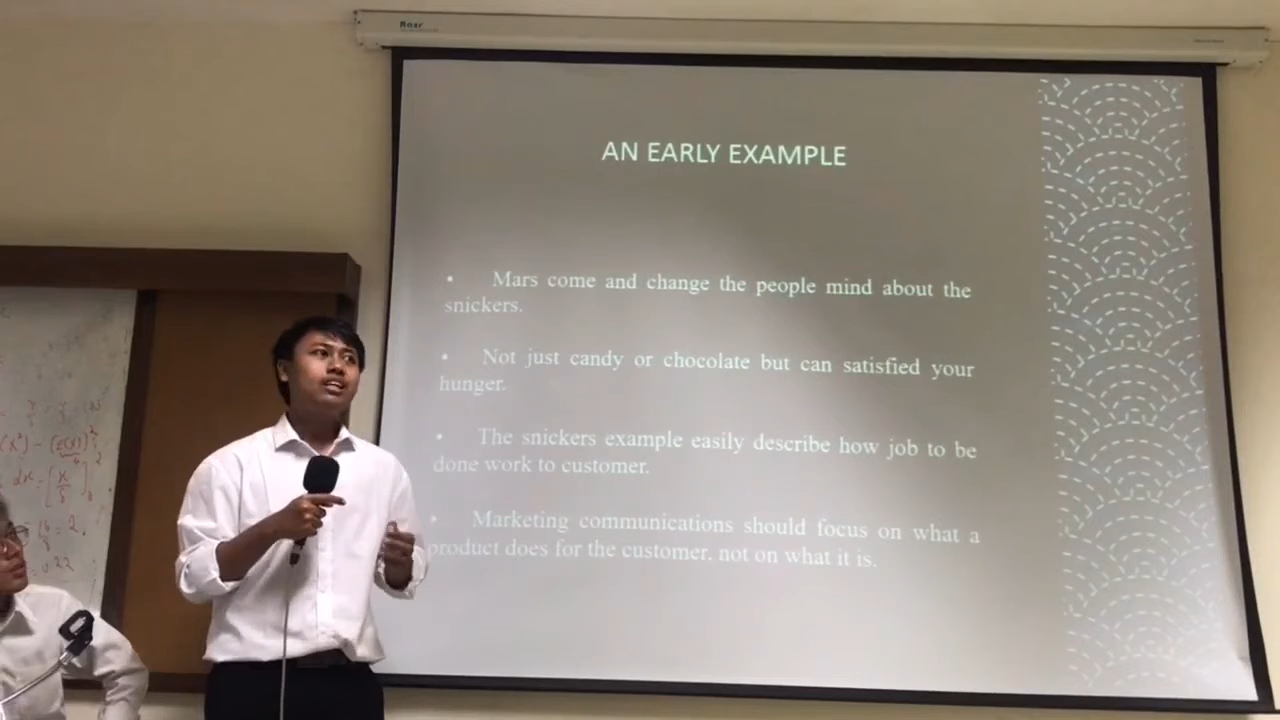 Roxr
AN EARLY EXAMPLE
• Mars come and change the people mind about the
snickers.
• Not just candy or chocolate but can satisfied your
hunger.
• The snickers example easily describe how job to be
done work to customer.
• Marketing communications should focus on what a
product does for the customer. not on what it is.